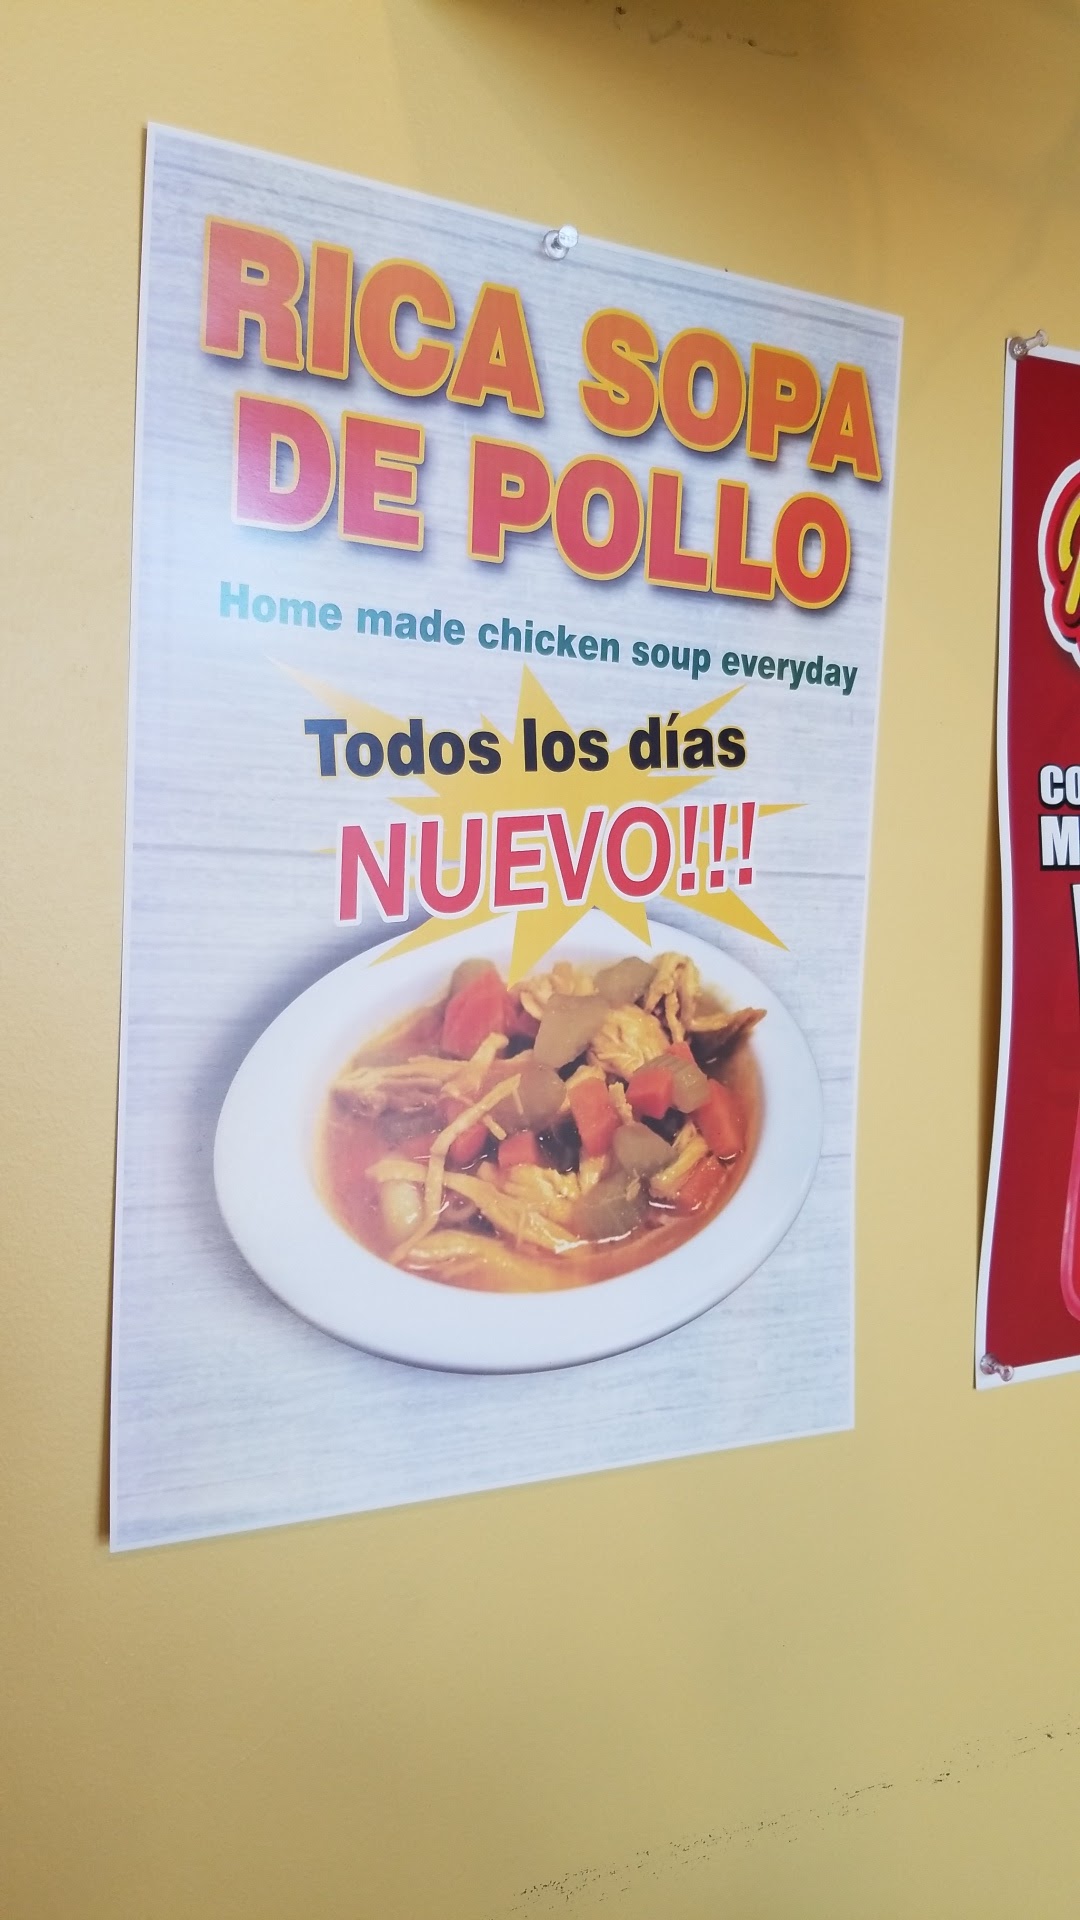 RICA SOPA
DE POLLO
Home made chicken soup everyday
Todos los días
NUEVO!!!